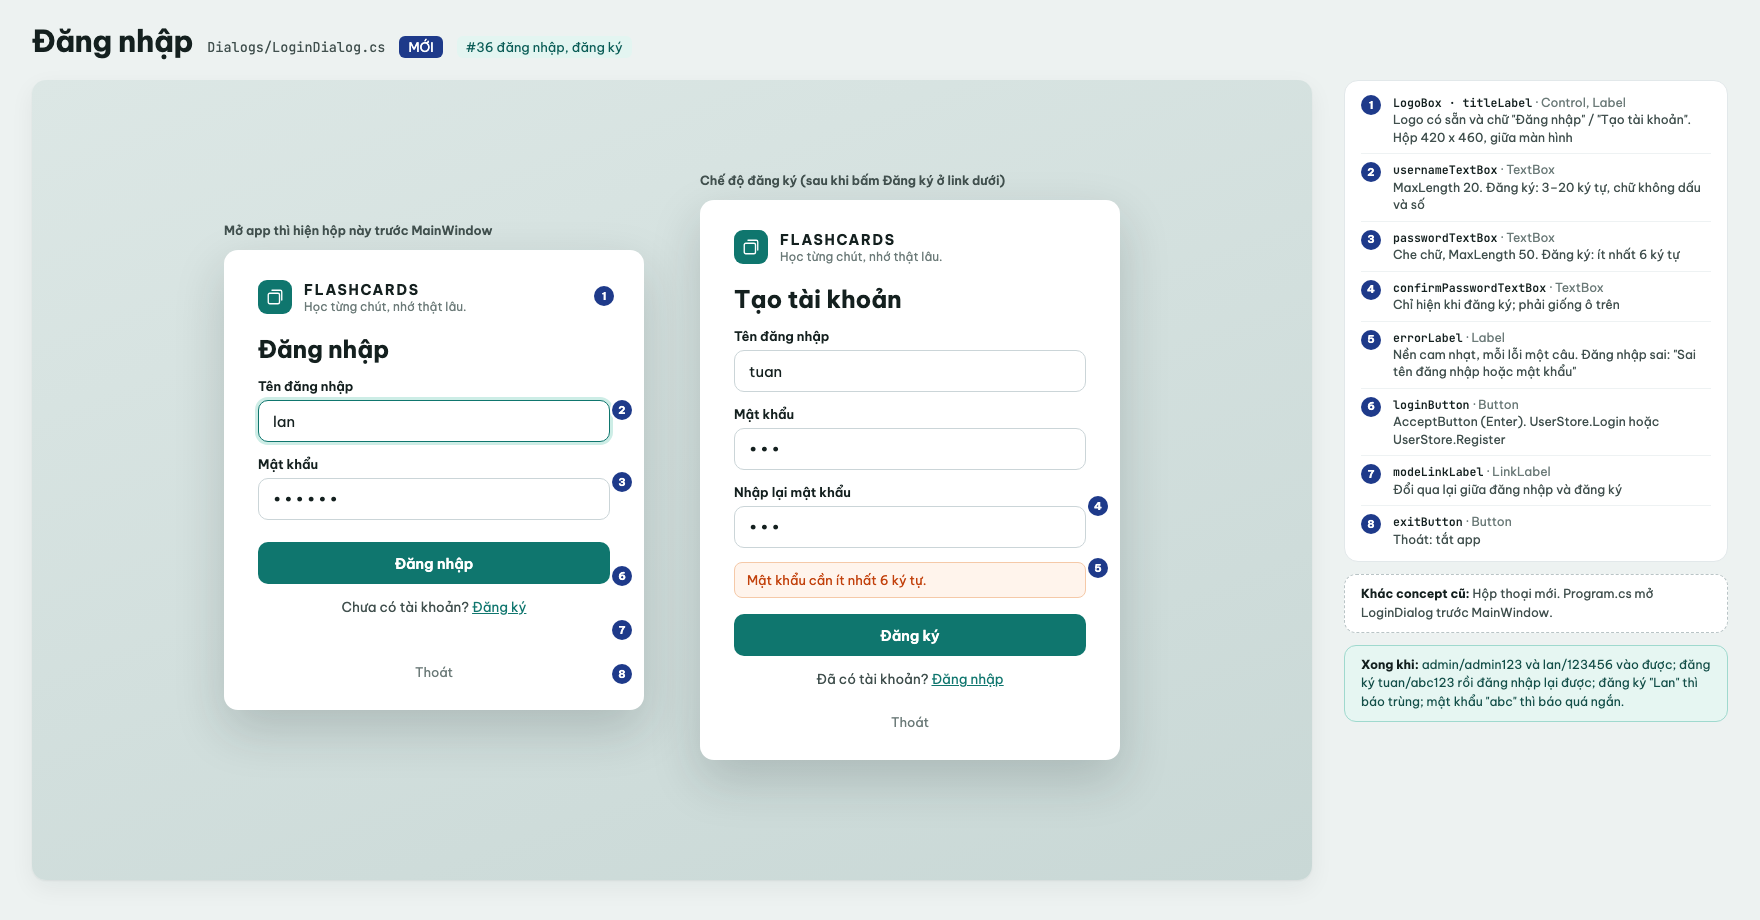 Đăng nhập Dialogs/LoginDialog.cs MỚI #36 đăng nhập, đăng ký
Mở app thì hiện hộp này trước MainWindow
FLASHCARDS
Học từng chút, nhớ thật lâu.
1
Đăng nhập
Tên đăng nhập
lan
2
Mật khẩu
3
••••••
Đăng nhập
6
Chưa có tài khoản? Đăng ký
7
Thoát
8
Chế độ đăng ký (sau khi bấm Đăng ký ở link dưới)
FLASHCARDS
Học từng chút, nhớ thật lâu.
Tạo tài khoản
Tên đăng nhập
tuan
Mật khẩu
•••
Nhập lại mật khẩu
4
•••
5
Mật khẩu cần ít nhất 6 ký tự.
Đăng ký
Đã có tài khoản? Đăng nhập
Thoát
1 LogoBox · titleLabel · Control, Label
Logo có sẵn và chữ "Đăng nhập" / "Tạo tài khoản".
Hộp 420 x 460, giữa màn hình
2 usernameTextBox · TextBox
MaxLength 20. Đăng ký: 3–20 ký tự, chữ không dấu
và số
3 passwordTextBox · TextBox
Che chữ, MaxLength 50. Đăng ký: ít nhất 6 ký tự
4 confirmPasswordTextBox · TextBox
Chỉ hiện khi đăng ký; phải giống ô trên
5 errorLabel · Label
Nền cam nhạt, mỗi lỗi một câu. Đăng nhập sai: "Sai
tên đăng nhập hoặc mật khẩu"
6 loginButton · Button
AcceptButton (Enter). UserStore.Login hoặc
UserStore.Register
7 modeLinkLabel · LinkLabel
Đổi qua lại giữa đăng nhập và đăng ký
8 exitButton · Button
Thoát: tắt app
Khác concept cũ: Hộp thoại mới. Program.cs mở
LoginDialog trước MainWindow.
Xong khi: admin/admin123 và lan/123456 vào được; đăng
ký tuan/abc123 rồi đăng nhập lại được; đăng ký "Lan" thì
báo trùng; mật khẩu "abc" thì báo quá ngắn.